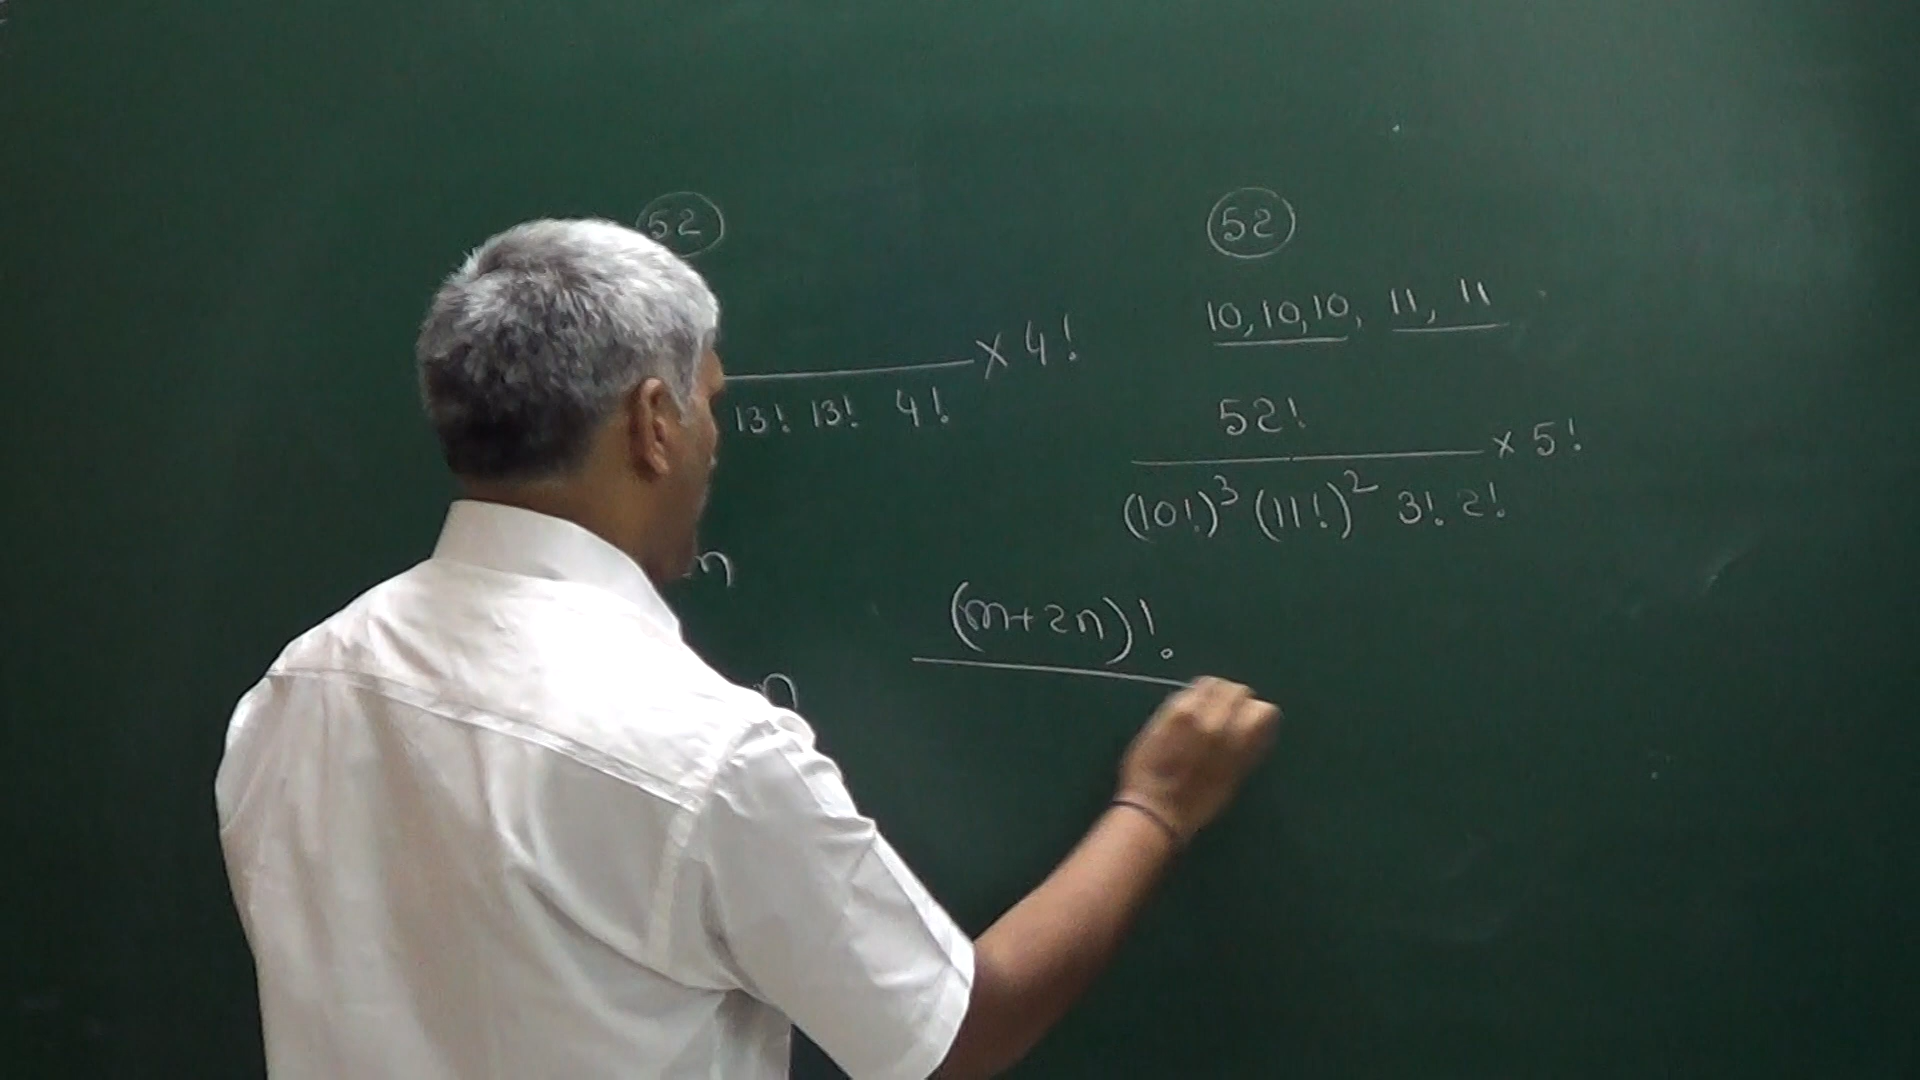 52
× 4!
13! 13! 4!
n
n
52
10, 10, 10, 11, 11
52!
× 5!
(10!)³ (11!)² 3! 2!
(m+2n)!